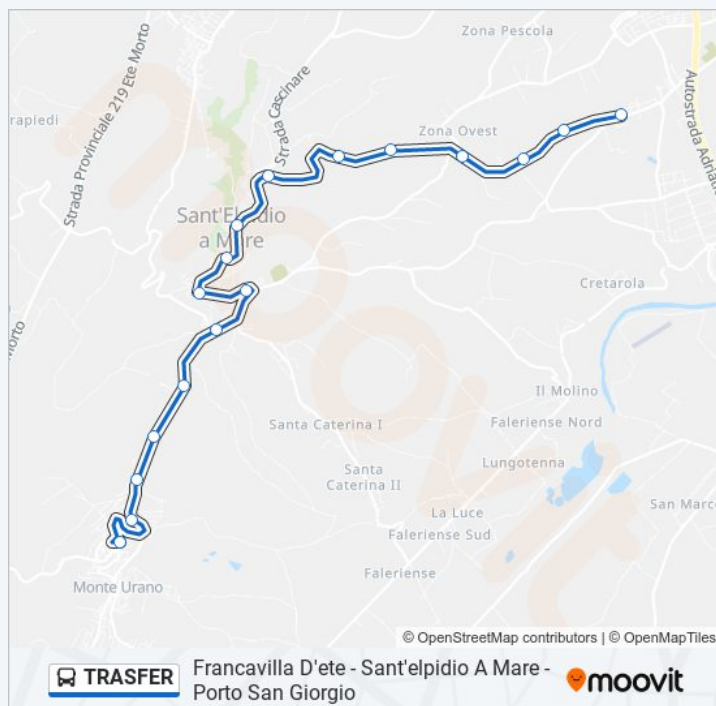 Zona Pescola
Strada Cascinare
Strada Provinciale 219 Ete Morto
rapiedi
Autostrada Adriati
Zona Ovest
Sant'Elpidio
a Mare
Cretarola
Morto
Il Molino
Santa Caterina I
Faleriense Nord
Santa
Caterina II
Lungotenna
San Marco
La Luce
Faleriense Sud
Faleriense
Monte Urano
moovit
© OpenStreetMap contributors | © OpenMapTiles
TRASFER
Francavilla D'ete - Sant'elpidio A Mare -
Porto San Giorgio
moovit